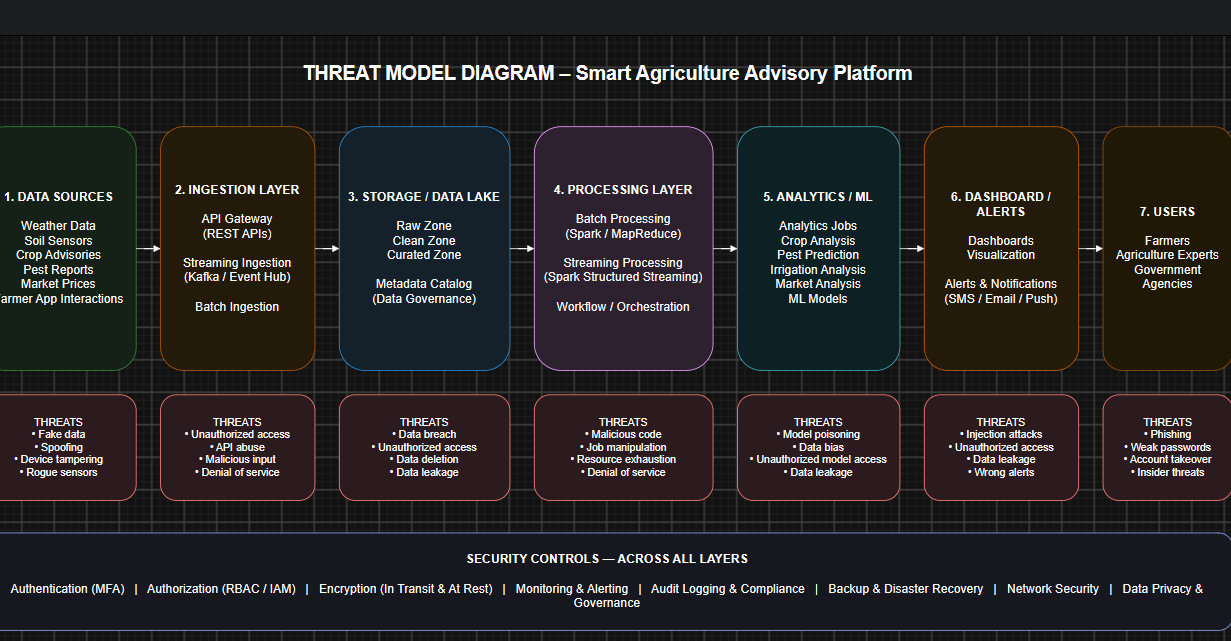 THREAT MODEL DIAGRAM – Smart Agriculture Advisory Platform
1. DATA SOURCES
Weather Data
Soil Sensors
Crop Advisories
Pest Reports
Market Prices
armer App Interactions
2. INGESTION LAYER
API Gateway
(REST APIs)
Streaming Ingestion
(Kafka / Event Hub)
Batch Ingestion
3. STORAGE / DATA LAKE
Raw Zone
Clean Zone
Curated Zone
Metadata Catalog
(Data Governance)
4. PROCESSING LAYER
Batch Processing
(Spark / MapReduce)
Streaming Processing
(Spark Structured Streaming)
Workflow / Orchestration
5. ANALYTICS / ML
Analytics Jobs
Crop Analysis
Pest Prediction
Irrigation Analysis
Market Analysis
ML Models
6. DASHBOARD /
ALERTS
Dashboards
Visualization
Alerts & Notifications
(SMS / Email / Push)
7. USERS
Farmers
Agriculture Experts
Government
Agencies
THREATS
• Fake data
• Spoofing
• Device tampering
• Rogue sensors
THREATS
• Unauthorized access
• API abuse
• Malicious input
• Denial of service
THREATS
• Data breach
• Unauthorized access
• Data deletion
• Data leakage
THREATS
• Malicious code
• Job manipulation
• Resource exhaustion
• Denial of service
THREATS
• Model poisoning
• Data bias
• Unauthorized model access
• Data leakage
THREATS
• Injection attacks
• Unauthorized access
• Data leakage
• Wrong alerts
THREATS
• Phishing
• Weak passwords
• Account takeover
• Insider threats
SECURITY CONTROLS — ACROSS ALL LAYERS
Authentication (MFA) | Authorization (RBAC / IAM) | Encryption (In Transit & At Rest) | Monitoring & Alerting | Audit Logging & Compliance | Backup & Disaster Recovery | Network Security | Data Privacy &
Governance